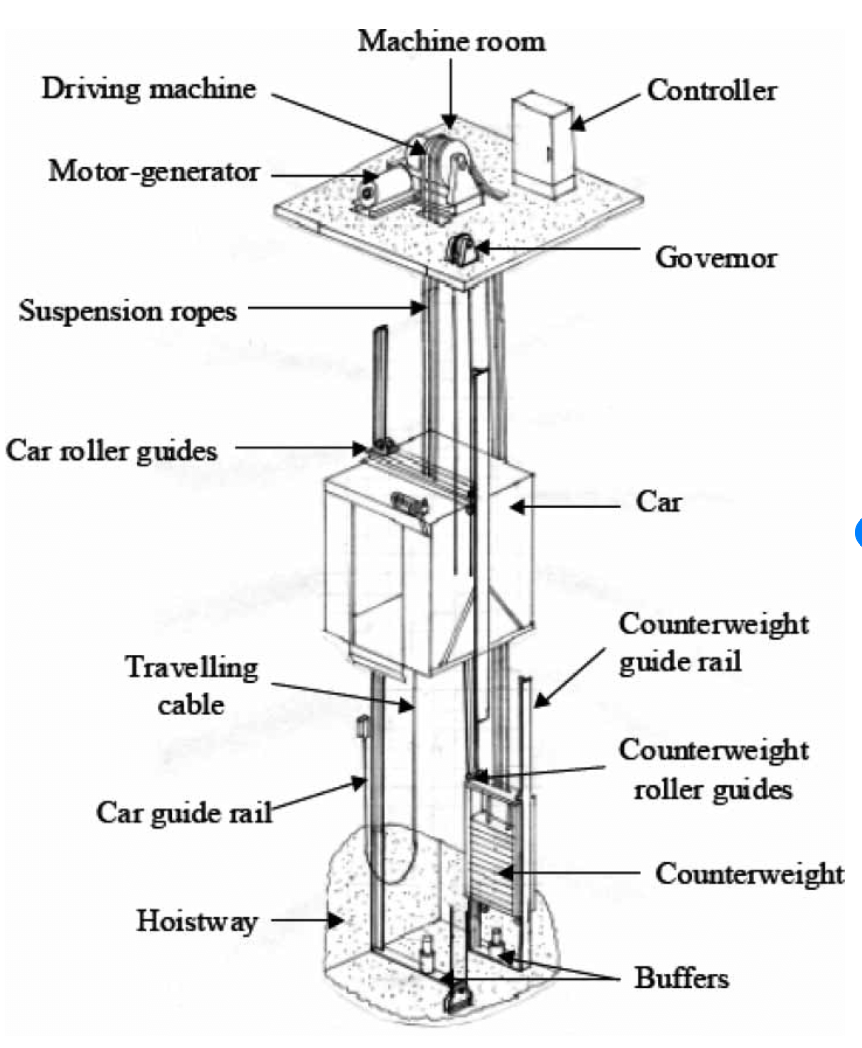 Machine room
Driving machine
Controller
Motor-generator
Governor
Suspension ropes
Car roller guides
Car
Counterweight
guide rail
Travelling
cable
Counterweight
roller guides
Car guide rail
Counterweight
Hoistway
Buffers